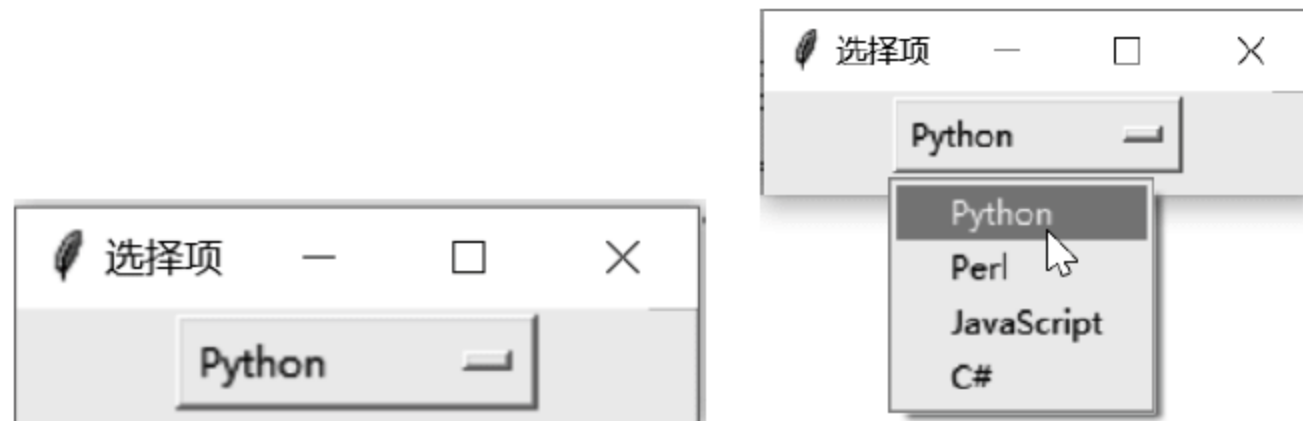 选择项
Python
选择项
Python
Python
Perl
JavaScript
C#